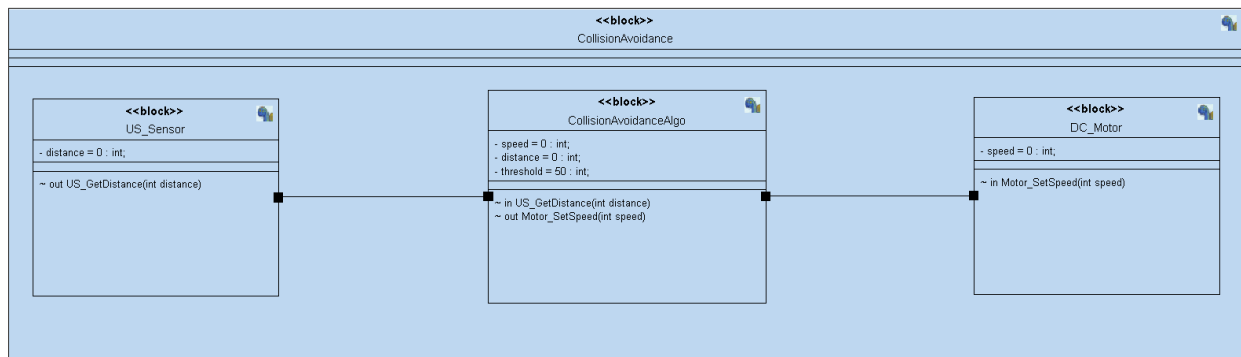 <<block>>
CollisionAvoidance
<<block>>
US_Sensor
- distance = 0 : int;
~ out US_GetDistance(int distance)
<<block>>
CollisionAvoidanceAlgo
- speed = 0 : int;
- distance = 0 : int;
- threshold = 50 : int;
~ in US_GetDistance(int distance)
~ out Motor_SetSpeed(int speed)
<<block>>
DC_Motor
- speed = 0 : int;
~ in Motor_SetSpeed(int speed)